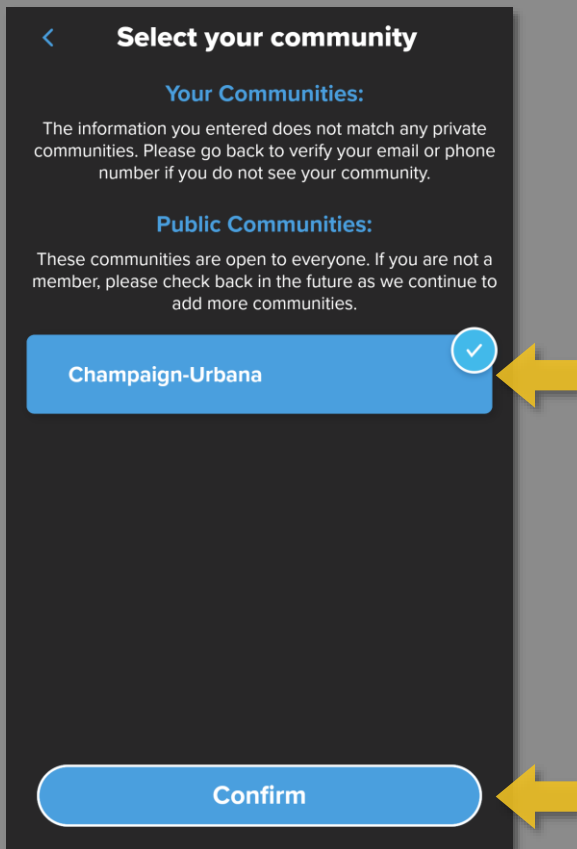 Select your community
Your Communities:
The information you entered does not match any private
communities. Please go back to verify your email or phone
number if you do not see your community.
Public Communities:
These communities are open to everyone. If you are not a
member, please check back in the future as we continue to
add more communities.
Champaign-Urbana
Confirm